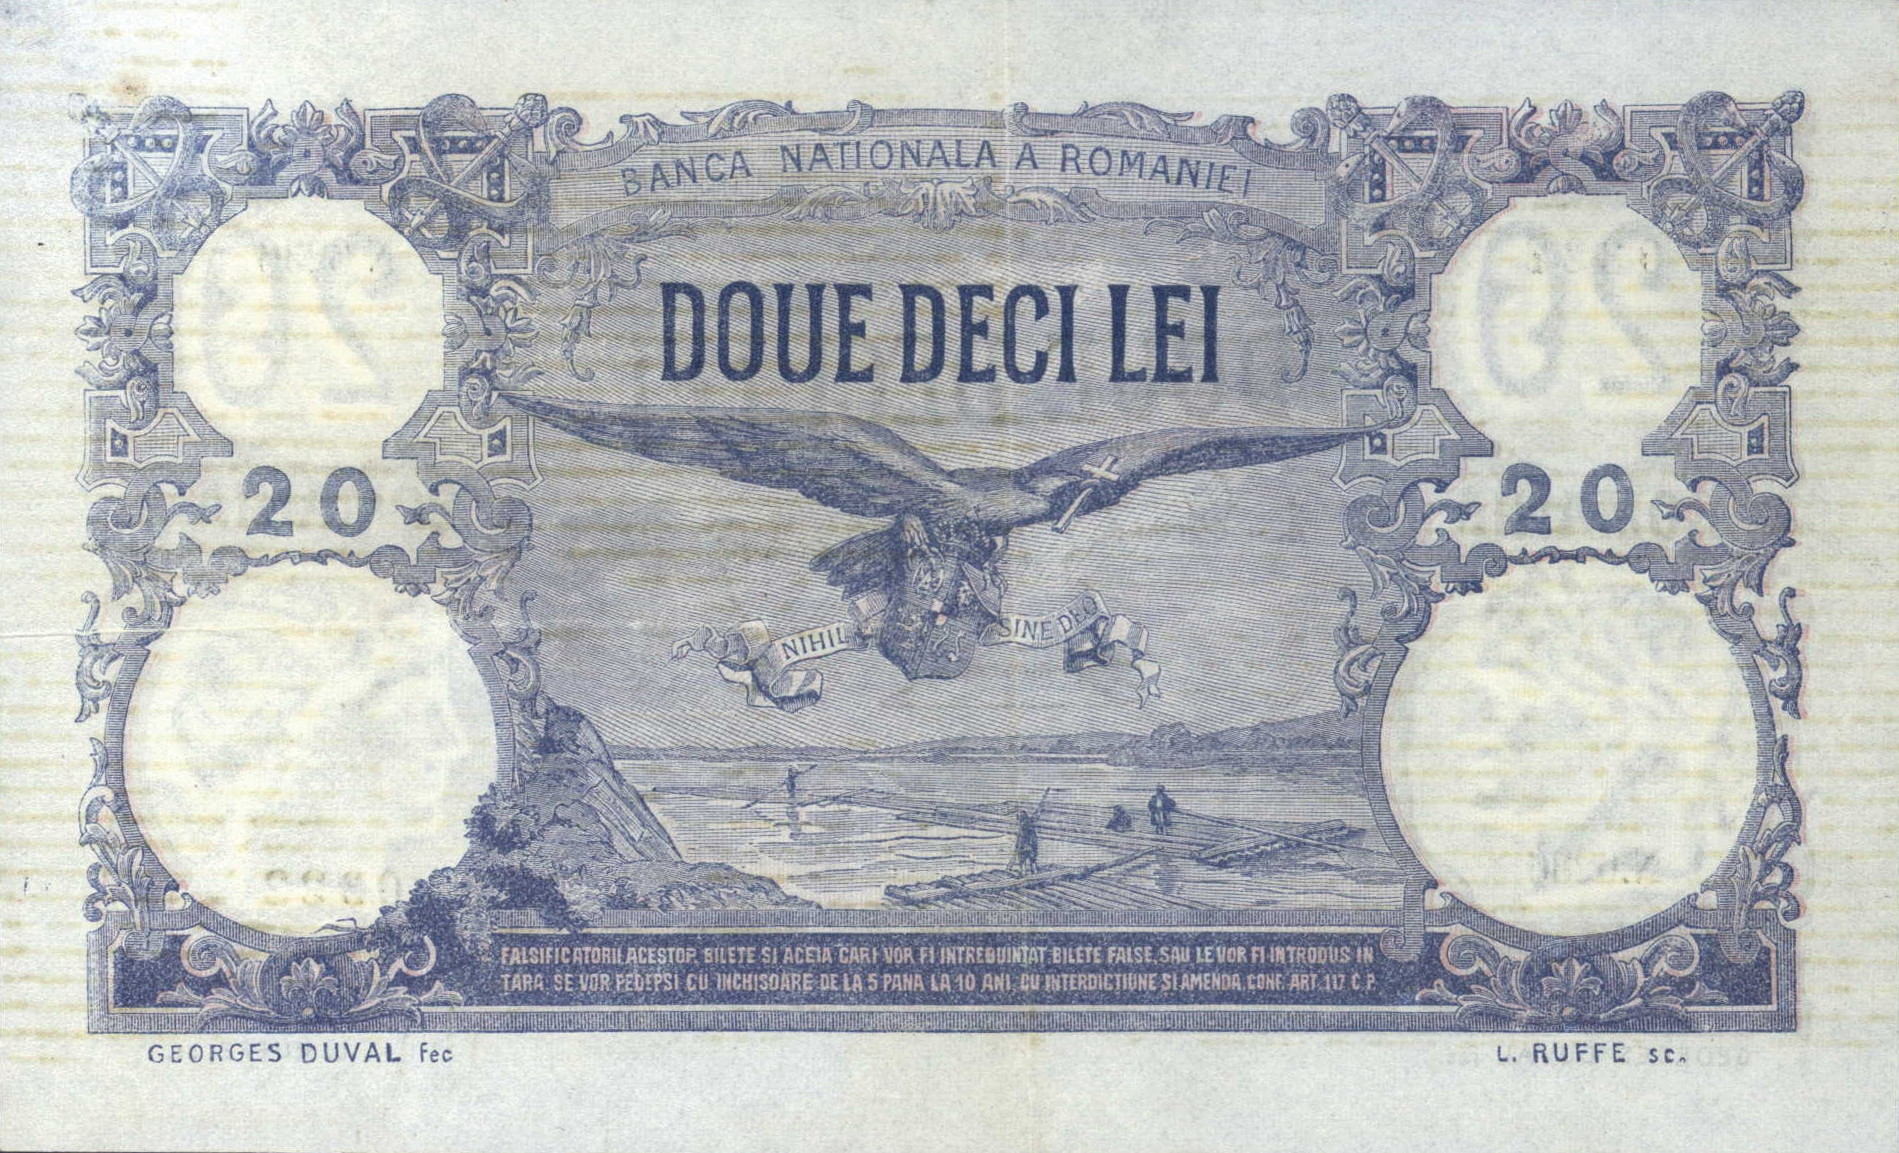 BANCA NATIONALA A ROMANIEI
DOUE DECI LEI
20
20
NIHIL SINE DEO
FALSIFICATORII ACESTOR BILETE SI ACEIA CARI VOR FI INTREBUINTAT BILETE FALSE, SAU LE VOR FI INTRODUS IN
TARA SE VOR PEDEPSI CU INCHISOARE DE LA 5 PANA LA 10 ANI, CU INTERDICTIUNE SI AMENDA CONF. ART. 117 C. P.
GEORGES DUVAL fec
L. RUFFE sc.